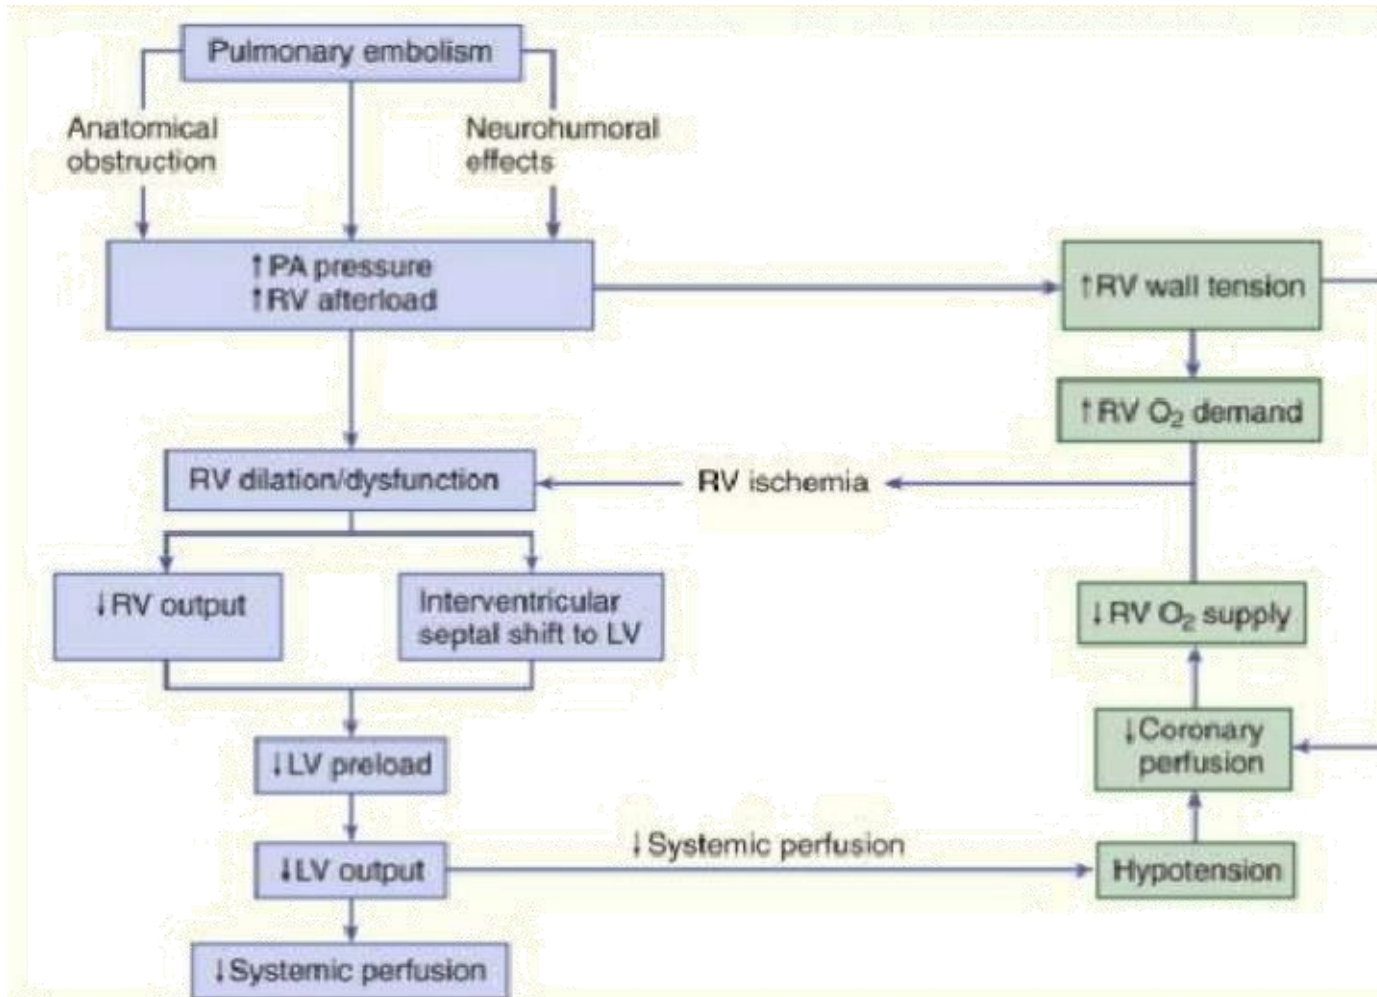 Pulmonary embolism
Anatomical
obstruction
Neurohumoral
effects
↑PA pressure
↑RV afterload
↑RV wall tension
↑RV O₂ demand
RV dilation/dysfunction
RV ischemia
↓RV output
Interventricular
septal shift to LV
↓RV O₂ supply
↓LV preload
↓Coronary
perfusion
↓LV output
↓Systemic perfusion
Hypotension
↓Systemic perfusion